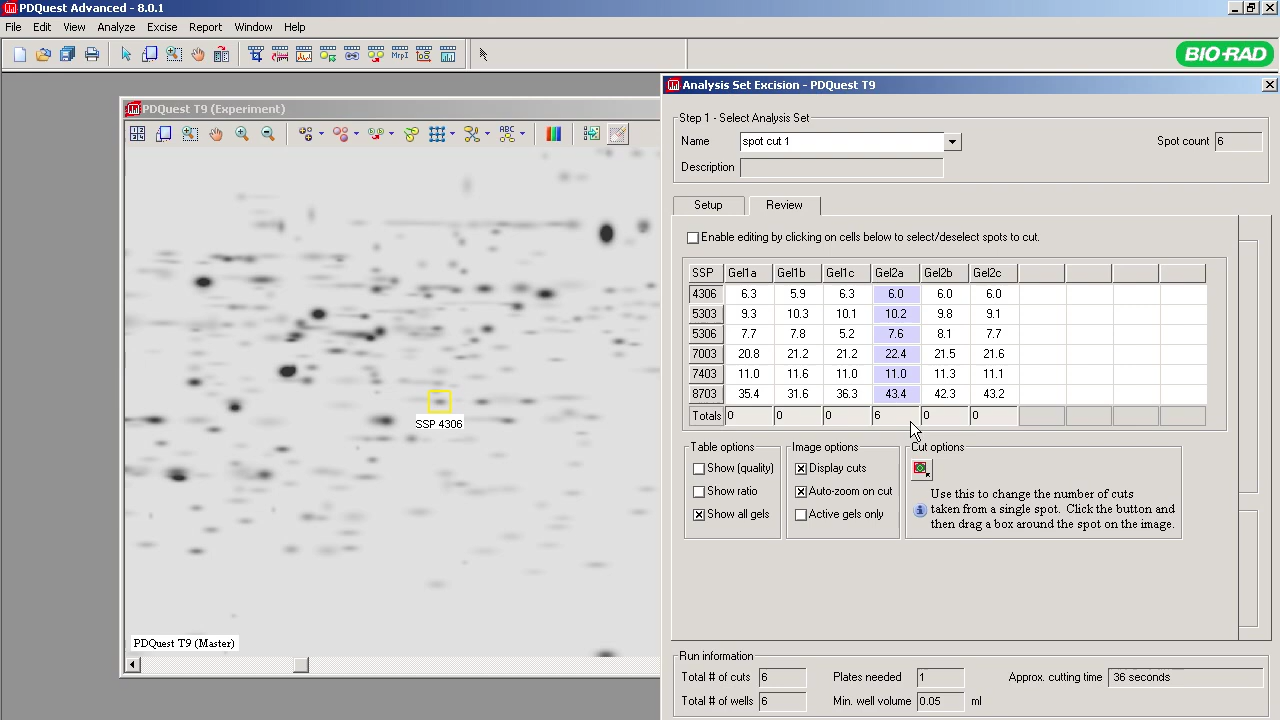 PDQuest Advanced - 8.0.1
File Edit View Analyze Excise Report Window Help
BIO-RAD
PDQuest T9 (Experiment)
ABC
SSP 4306
PDQuest T9 (Master)
Analysis Set Excision - PDQuest T9
Step 1 - Select Analysis Set
Name spot cut 1 Spot count 6
Description
Setup Review
Enable editing by clicking on cells below to select/deselect spots to cut.
SSP Gel1a Gel1b Gel1c Gel2a Gel2b Gel2c
4306 6.3 5.9 8.3 6.0 6.0 6.0
5303 9.1 10.3 10.1 10.2 9.8 9.1
5306 7.7 7.1 5.2 7.6 8.1 7.7
7003 20.8 21.2 21.2 22.4 21.5 21.6
7403 11.0 11.6 11.0 11.0 11.3 11.1
8703 35.4 31.6 36.3 43.4 42.3 43.2
Totals 0 0 0 6 0 0
Table options
Show (quality)
Show ratio
Show all gels
Image options
Display cuts
Auto-zoom on cut
Active gels only
Cut options
Use this to change the number of cuts
taken from a single spot. Click the button and
then drag a box around the spot on the image.
Run information
Total # of cuts 6 Plates needed 1 Approx. cutting time 36 seconds
Total # of wells 6 Min. well volume 0.05 ml